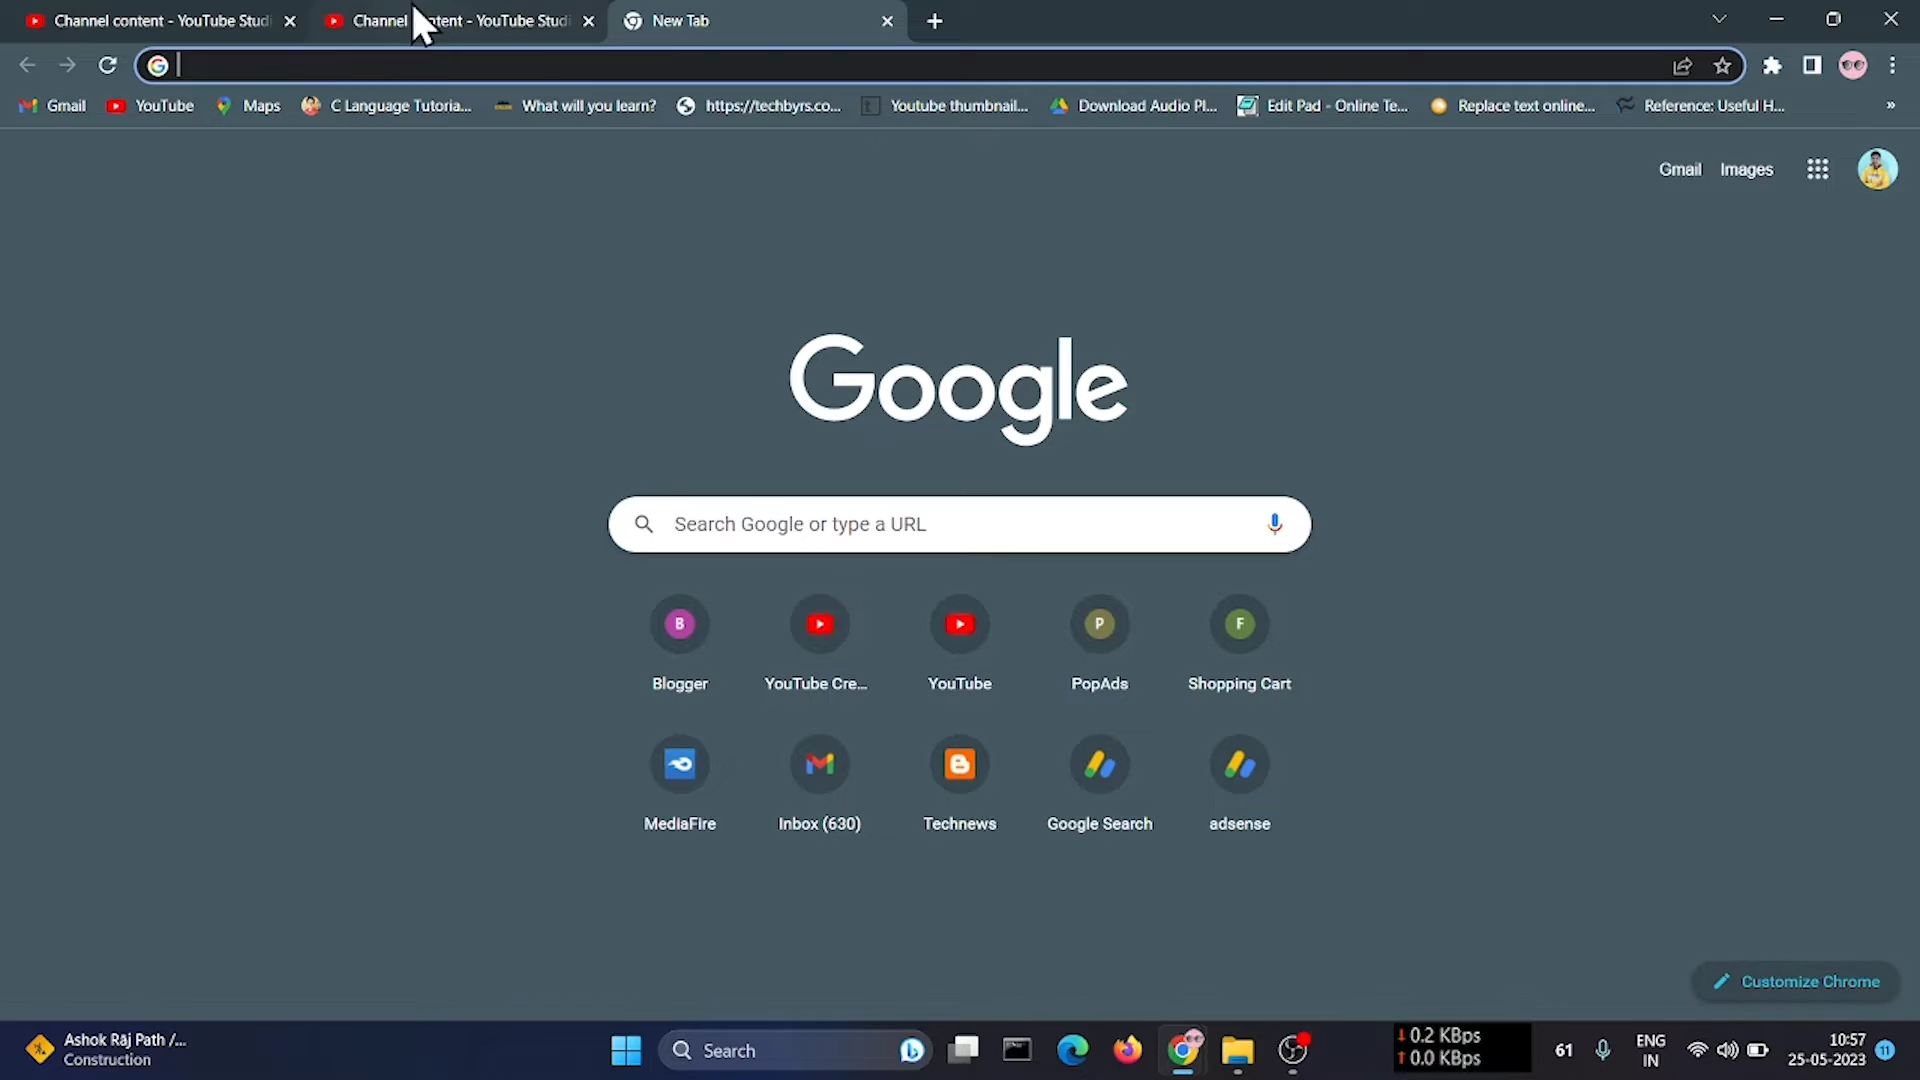 Channel content - YouTube Studi
Channel tent - YouTube Studi
New Tab
Gmail
YouTube
Maps
C Language Tutoria...
What will you learn?
https://techbyrs.co...
Youtube thumbnail...
Download Audio Pl...
Edit Pad - Online Te...
Replace text online...
Reference: Useful H...
Gmail
Images
Google
Search Google or type a URL
B
P
F
Blogger
YouTube Cre...
YouTube
PopAds
Shopping Cart
MediaFire
Inbox (630)
Technews
Google Search
adsense
Customize Chrome
Ashok Rāj Path /...
Construction
Search
0.2 KBps
0.0 KBps
61
ENG
IN
10:57
25-05-2023
11